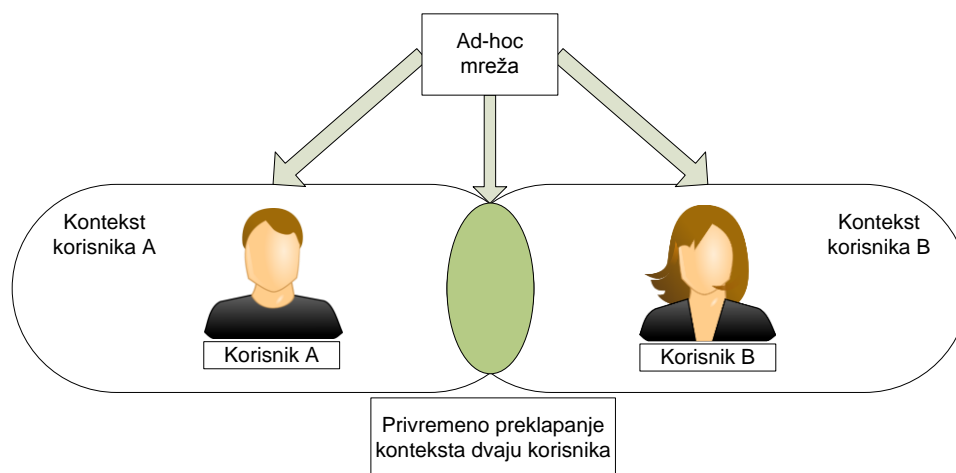 Ad-hoc
mreža
Kontekst
korisnika A
Kontekst
korisnika B
Korisnik A
Korisnik B
Privremeno preklapanje
konteksta dvaju korisnika